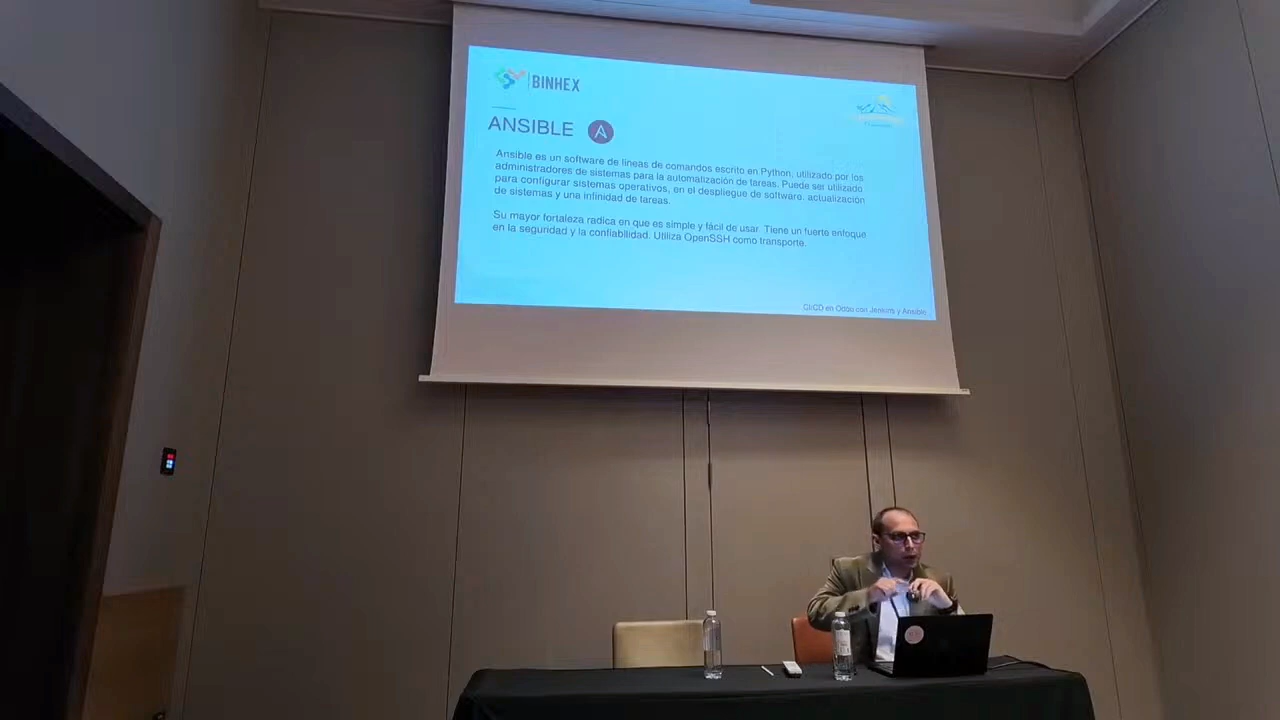 BINHEX
ANSIBLE
Ansible es un software de líneas de comandos escrito en Python, utilizado por los
administradores de sistemas para la automalización de tareas. Puede ser utilizado
para configurar sistemas operativos, en el despliegue de software, actualización
de sistemas y una infinidad de tareas.
Su mayor fortaleza radica en que es simple y fácil de usar. Tiene un fuerte enfoque
en la seguridad y la confiabilidad. Utiliza OpenSSH como transporte.
CI/CD en Odoo con Jenkins y Ansible